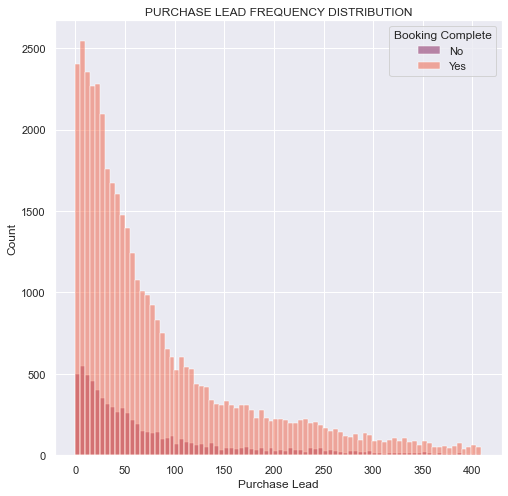 PURCHASE LEAD FREQUENCY DISTRIBUTION
Booking Complete
No
Yes
2500
2000
1500
1000
500
0
Count
0 50 100 150 200 250 300 350 400
Purchase Lead